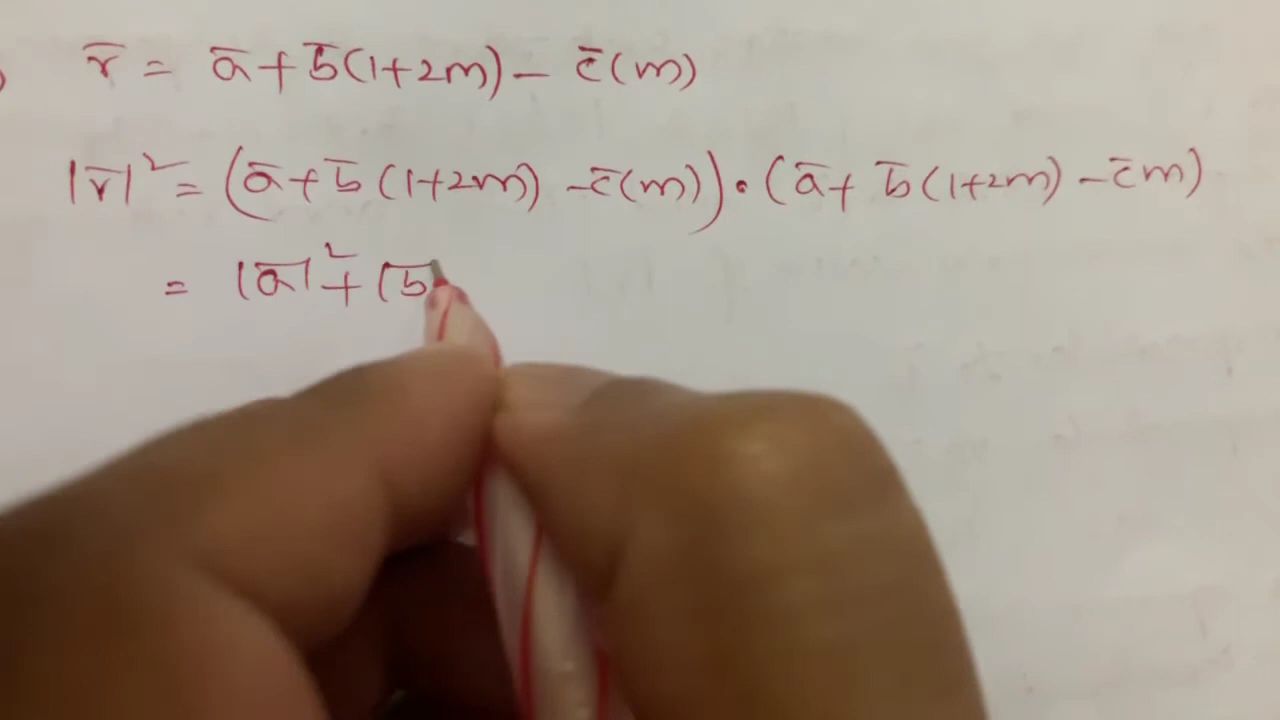 ) r̄ = ā + b̄(1+2m) - c̄(m)
|r̄|² = (ā + b̄(1+2m) - c̄(m)) • (ā + b̄(1+2m) - c̄m)
= |ā|² + |b̄